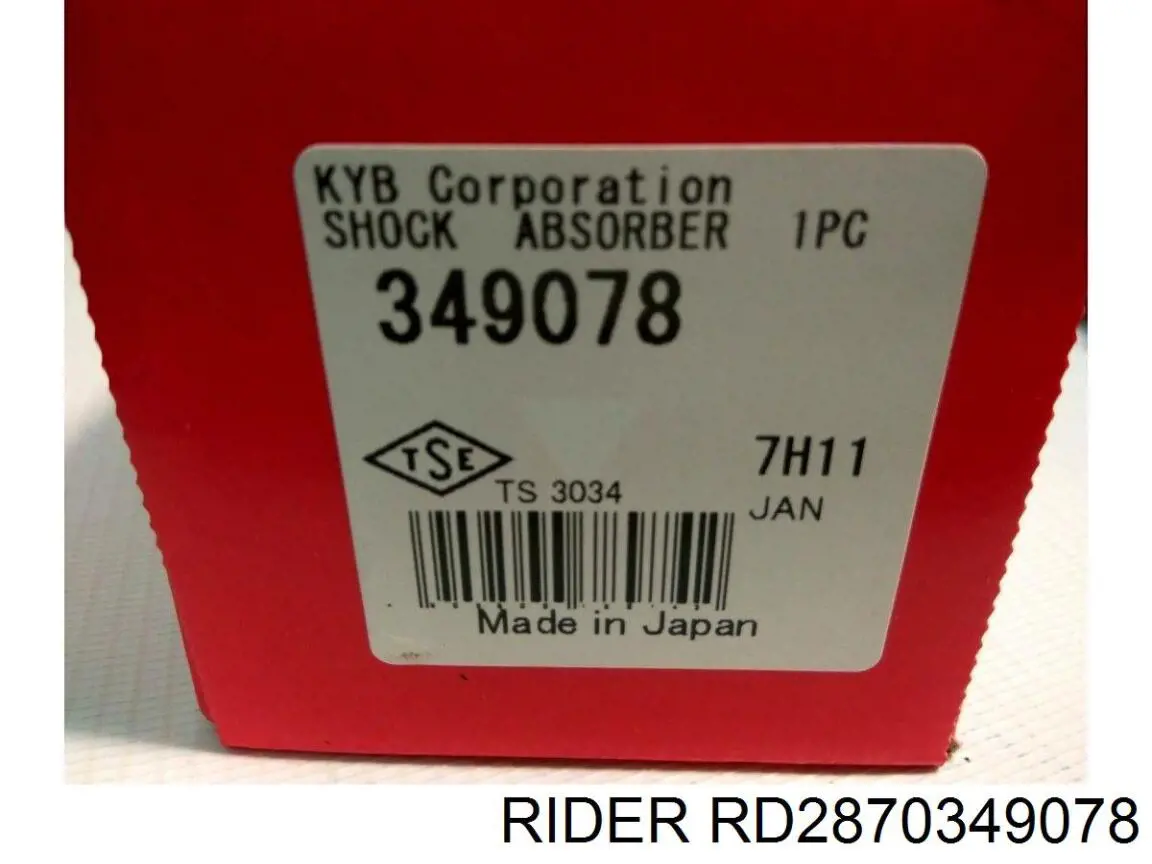 KYB Corporation
SHOCK ABSORBER 1PC
349078
TSE
TS 3034
7H11
JAN
Made in Japan
RIDER RD2870349078